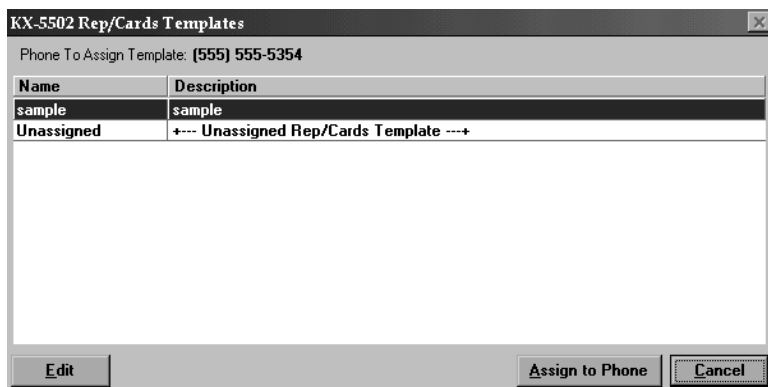 KX-5502 Rep/Cards Templates
Phone To Assign Template: (555) 555-5354
Name Description
sample sample
Unassigned +--- Unassigned Rep/Cards Template ---+
Edit Assign to Phone Cancel